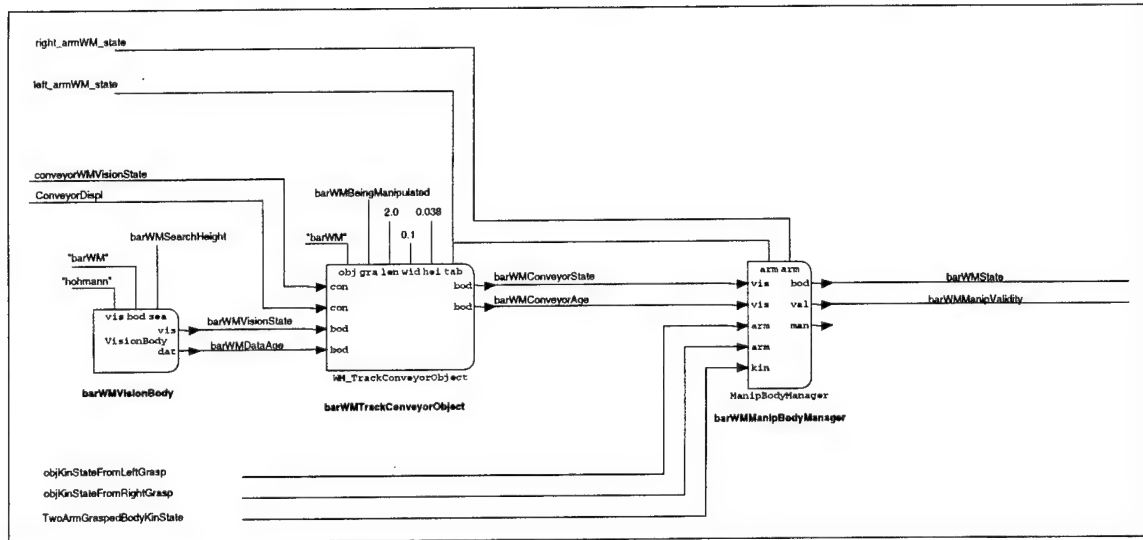 right_armWM_state
left_armWM_state
conveyorWMVisionState
ConveyorDispl
barWMBeingManipulated
2.0 0.038
"barWM" 0.1
barWMSearchHeight
"barWM"
"hohmann"
obj gra len wid hei tab
con bod
con bod
bod
bod
WM_TrackConveyorObject
barWMTrackConveyorObject
vis bod sea
vis
VisionBody
dat
barWMVisionBody
barWMVisionState
barWMDataAge
barWMConveyorState
barWMConveyorAge
arm arm
vis bod
vis val
arm man
arm
kin
ManipBodyManager
barWMManipBodyManager
barWMState
barWMManipValidity
objKinStateFromLeftGrasp
objKinStateFromRightGrasp
TwoArmGraspedBodyKinState